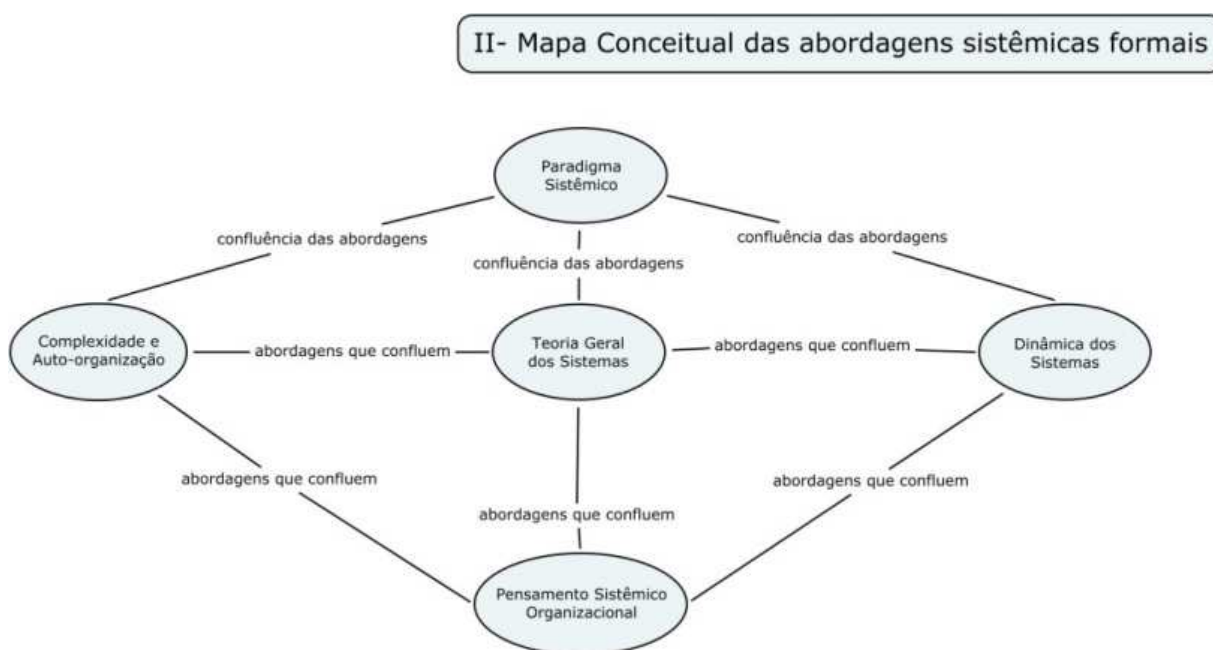 II- Mapa Conceitual das abordagens sistêmicas formais
Paradigma
Sistêmico
confluência das abordagens
confluência das abordagens
confluência das abordagens
Complexidade e
Auto-organização
abordagens que confluem
Teoria Geral
dos Sistemas
abordagens que confluem
Dinâmica dos
Sistemas
abordagens que confluem
abordagens que confluem
abordagens que confluem
Pensamento Sistêmico
Organizacional